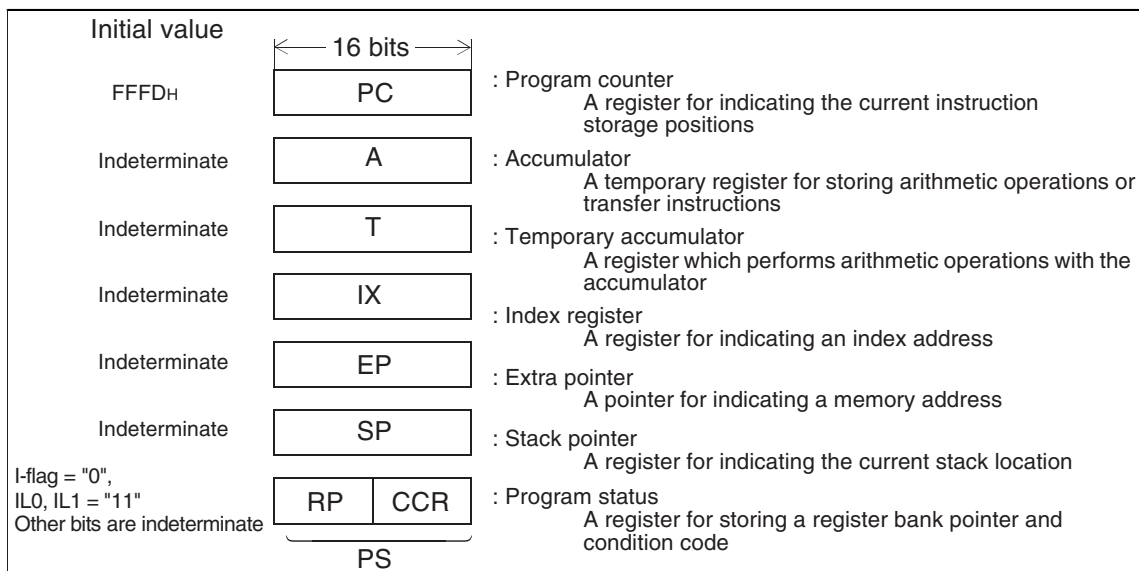 Initial value
16 bits
FFFDH
PC
: Program counter
A register for indicating the current instruction
storage positions
Indeterminate
A
: Accumulator
A temporary register for storing arithmetic operations or
transfer instructions
Indeterminate
T
: Temporary accumulator
A register which performs arithmetic operations with the
accumulator
Indeterminate
IX
: Index register
A register for indicating an index address
Indeterminate
EP
: Extra pointer
A pointer for indicating a memory address
Indeterminate
SP
: Stack pointer
A register for indicating the current stack location
I-flag = "0",
IL0, IL1 = "11"
Other bits are indeterminate
RP
CCR
PS
: Program status
A register for storing a register bank pointer and
condition code